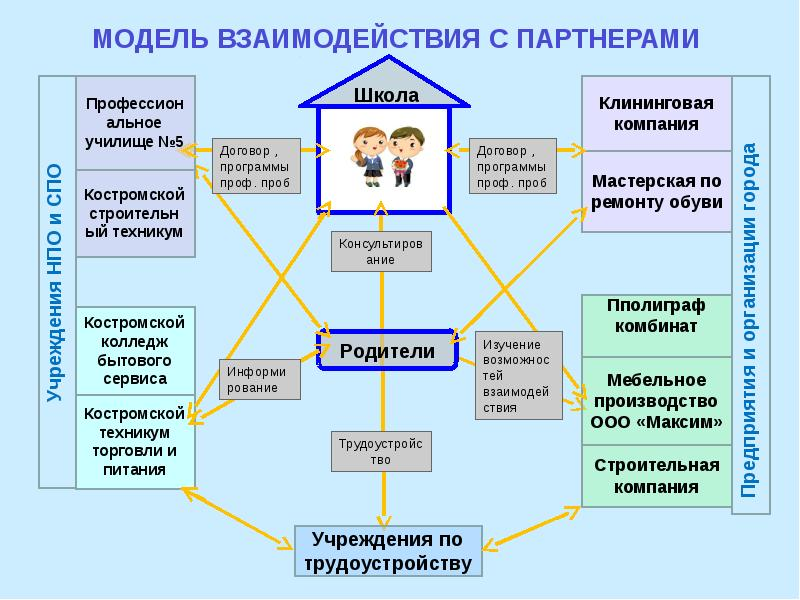 МОДЕЛЬ ВЗАИМОДЕЙСТВИЯ С ПАРТНЕРАМИ
Учреждения НПО и СПО
Профессион
альное
училище №5
Костромской
строительн
ый техникум
Костромской
колледж
бытового
сервиса
Костромской
техникум
торговли и
питания
Школа
Договор ,
программы
проф. проб
Договор ,
программы
проф. проб
Консультиров
ание
Родители
Информи
рование
Изучение
возможнос
тей
взаимодей
ствия
Трудоустройс
тво
Учреждения по
трудоустройству
Клининговая
компания
Мастерская по
ремонту обуви
Пполиграф
комбинат
Мебельное
производство
ООО «Максим»
Строительная
компания
Предприятия и организации города